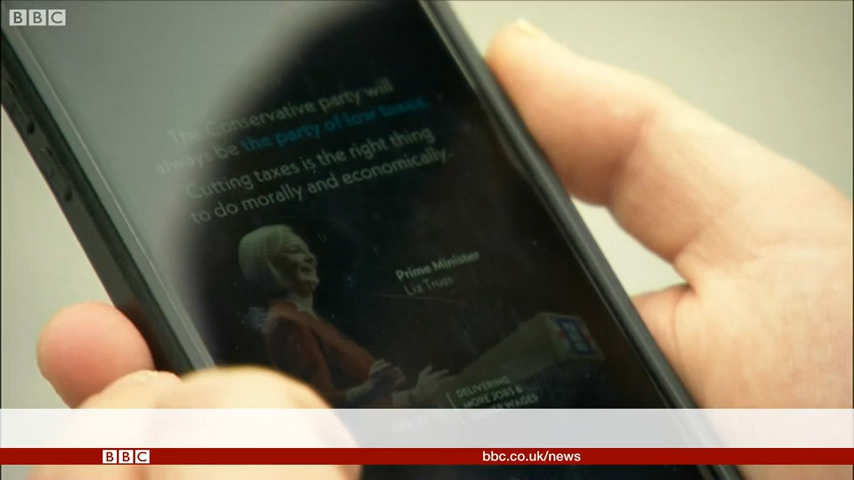 BBC
The Conservative party will
always be the party of low taxes.
Cutting taxes is the right thing
to do morally and economically.
Prime Minister
Liz Truss
DELIVERING
MORE JOBS &
WAGES
BBC
bbc.co.uk/news